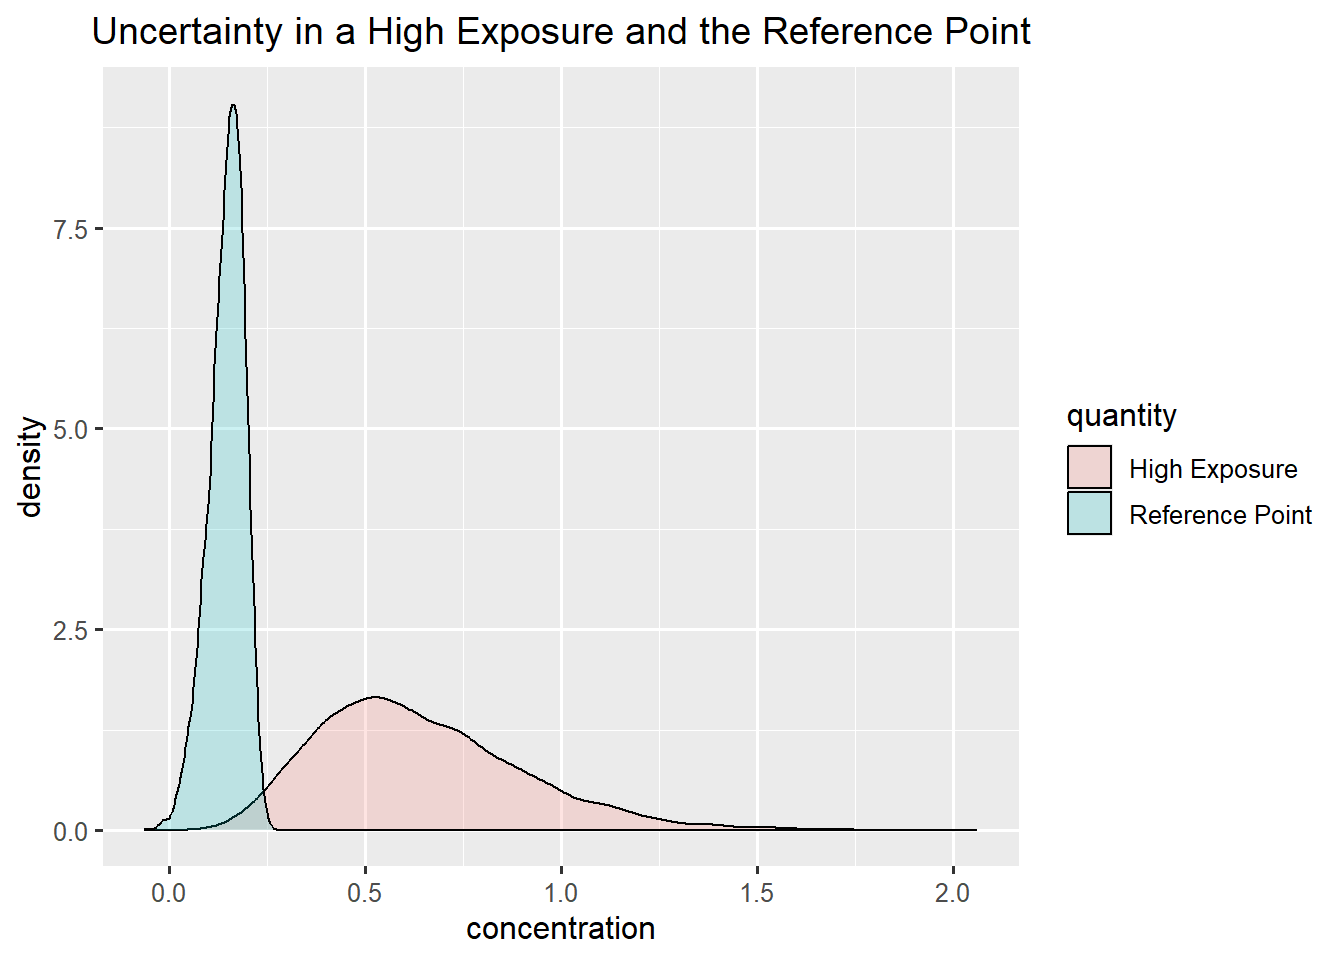 Uncertainty in a High Exposure and the Reference Point
density
7.5
5.0
2.5
0.0
0.0
0.5
1.0
1.5
2.0
concentration
quantity
High Exposure
Reference Point